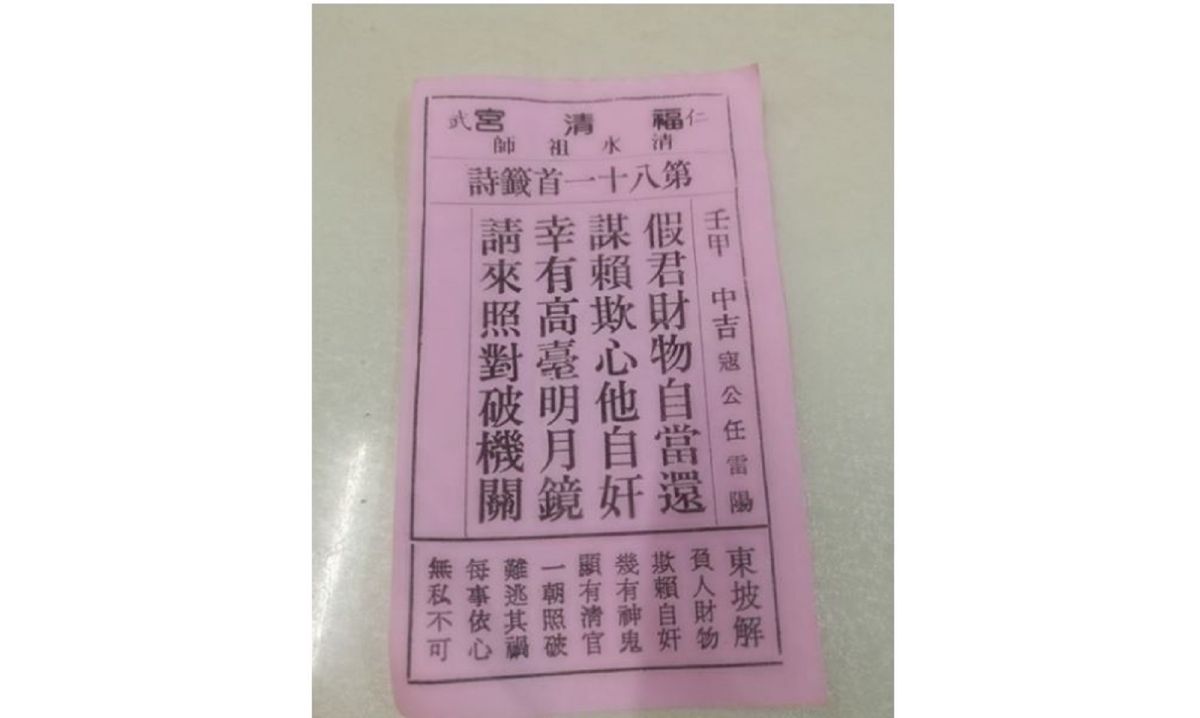 仁福清宮武
清水祖師
第八十一首籤詩
壬甲 中吉 寇公任雷陽
假君財物自當還
謀賴欺心他自奸
幸有高臺明月鏡
請來照對破機關
東坡解
負人財物
欺賴自奸
幾有神鬼
顯有清官
一朝照破
難逃其禍
每事依心
無私不可